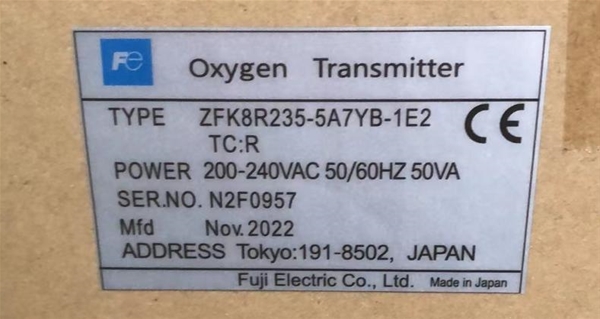 Fe Oxygen Transmitter
TYPE ZFK8R235-5A7YB-1E2 CE
TC:R
POWER 200-240VAC 50/60HZ 50VA
SER.NO. N2F0957
Mfd Nov.2022
ADDRESS Tokyo:191-8502, JAPAN
Fuji Electric Co., Ltd. Made in Japan